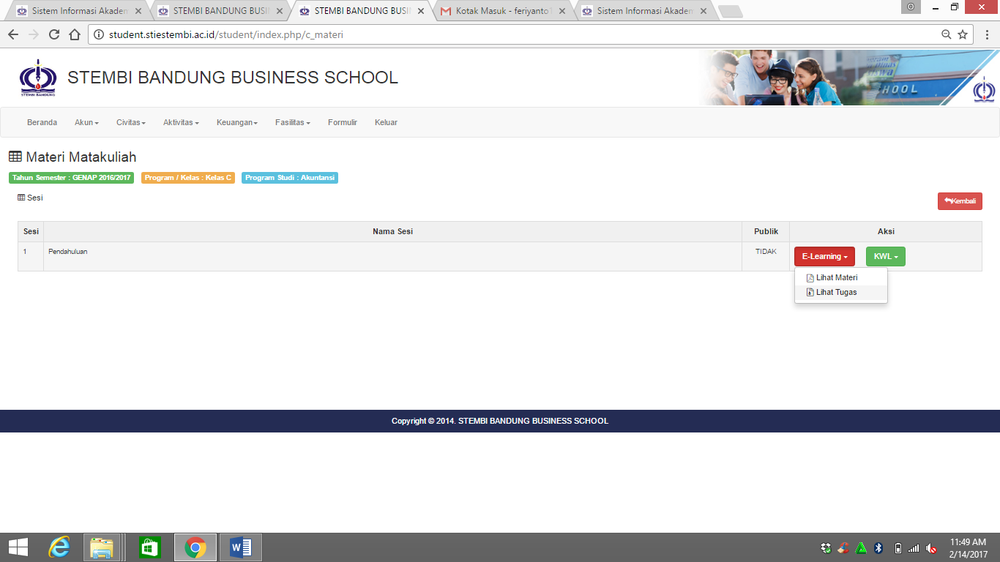 Sistem Informasi Akadem
STEMBI BANDUNG BUSI
STEMBI BANDUNG BUSI
Kotak Masuk - feriyanto1
Sistem Informasi Akadem
student.stiestembi.ac.id/student/index.php/c_materi
STEMBI BANDUNG
STEMBI BANDUNG BUSINESS SCHOOL
HOOL
Beranda Akun Civitas Aktivitas Keuangan Fasilitas Formulir Keluar
Materi Matakuliah
Tahun Semester : GENAP 2016/2017 Program / Kelas : Kelas C Program Studi : Akuntansi
Sesi
Kembali
Sesi Nama Sesi Publik Aksi
1 Pendahuluan TIDAK E-Learning KWL
Lihat Materi
Lihat Tugas
Copyright © 2014. STEMBI BANDUNG BUSINESS SCHOOL
11:49 AM
2/14/2017